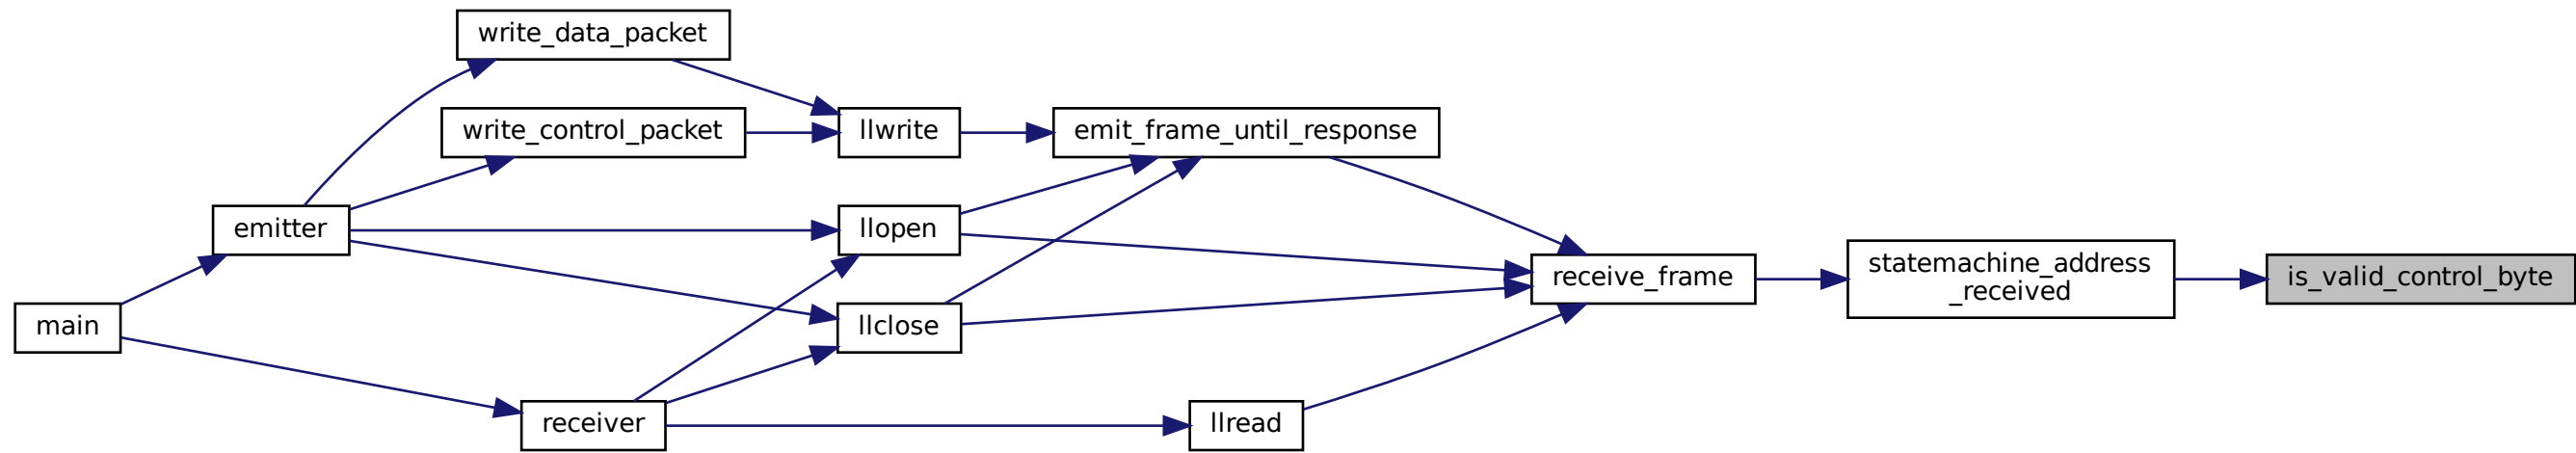 write_data_packet
write_control_packet
llwrite
emit_frame_until_response
emitter
llopen
receive_frame
statemachine_address
_received
is_valid_control_byte
main
llclose
receiver
llread